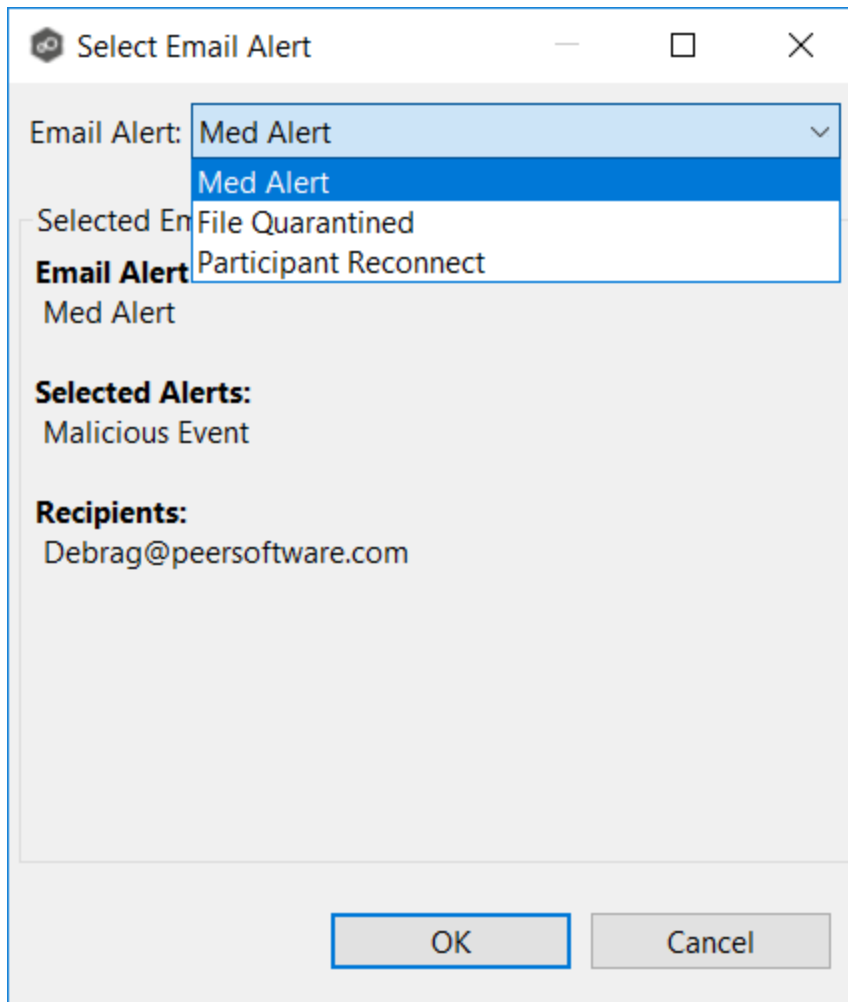 Select Email Alert
Email Alert: Med Alert
Med Alert
File Quarantined
Participant Reconnect
Selected Em
Email Alert
Med Alert
Selected Alerts:
Malicious Event
Recipients:
Debrag@peersoftware.com
OK Cancel